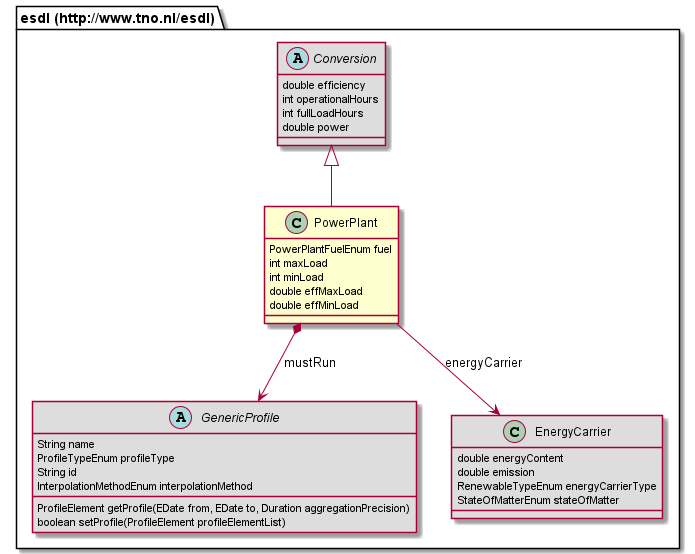 esdl (http://www.tno.nl/esdl)
A Conversion
double efficiency
int operationalHours
int fullLoadHours
double power
C PowerPlant
PowerPlantFuelEnum fuel
int maxLoad
int minLoad
double effMaxLoad
double effMinLoad
mustRun
energyCarrier
A GenericProfile
String name
ProfileTypeEnum profileType
String id
InterpolationMethodEnum interpolationMethod
ProfileElement getProfile(EDate from, EDate to, Duration aggregationPrecision)
boolean setProfile(ProfileElement profileElementList)
C EnergyCarrier
double energyContent
double emission
RenewableTypeEnum energyCarrierType
StateOfMatterEnum stateOfMatter